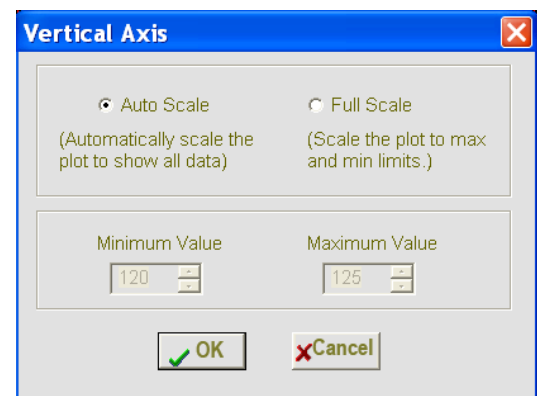 Vertical Axis
Auto Scale
Full Scale
(Automatically scale the
plot to show all data)
(Scale the plot to max
and min limits.)
Minimum Value
Maximum Value
120
125
OK
Cancel